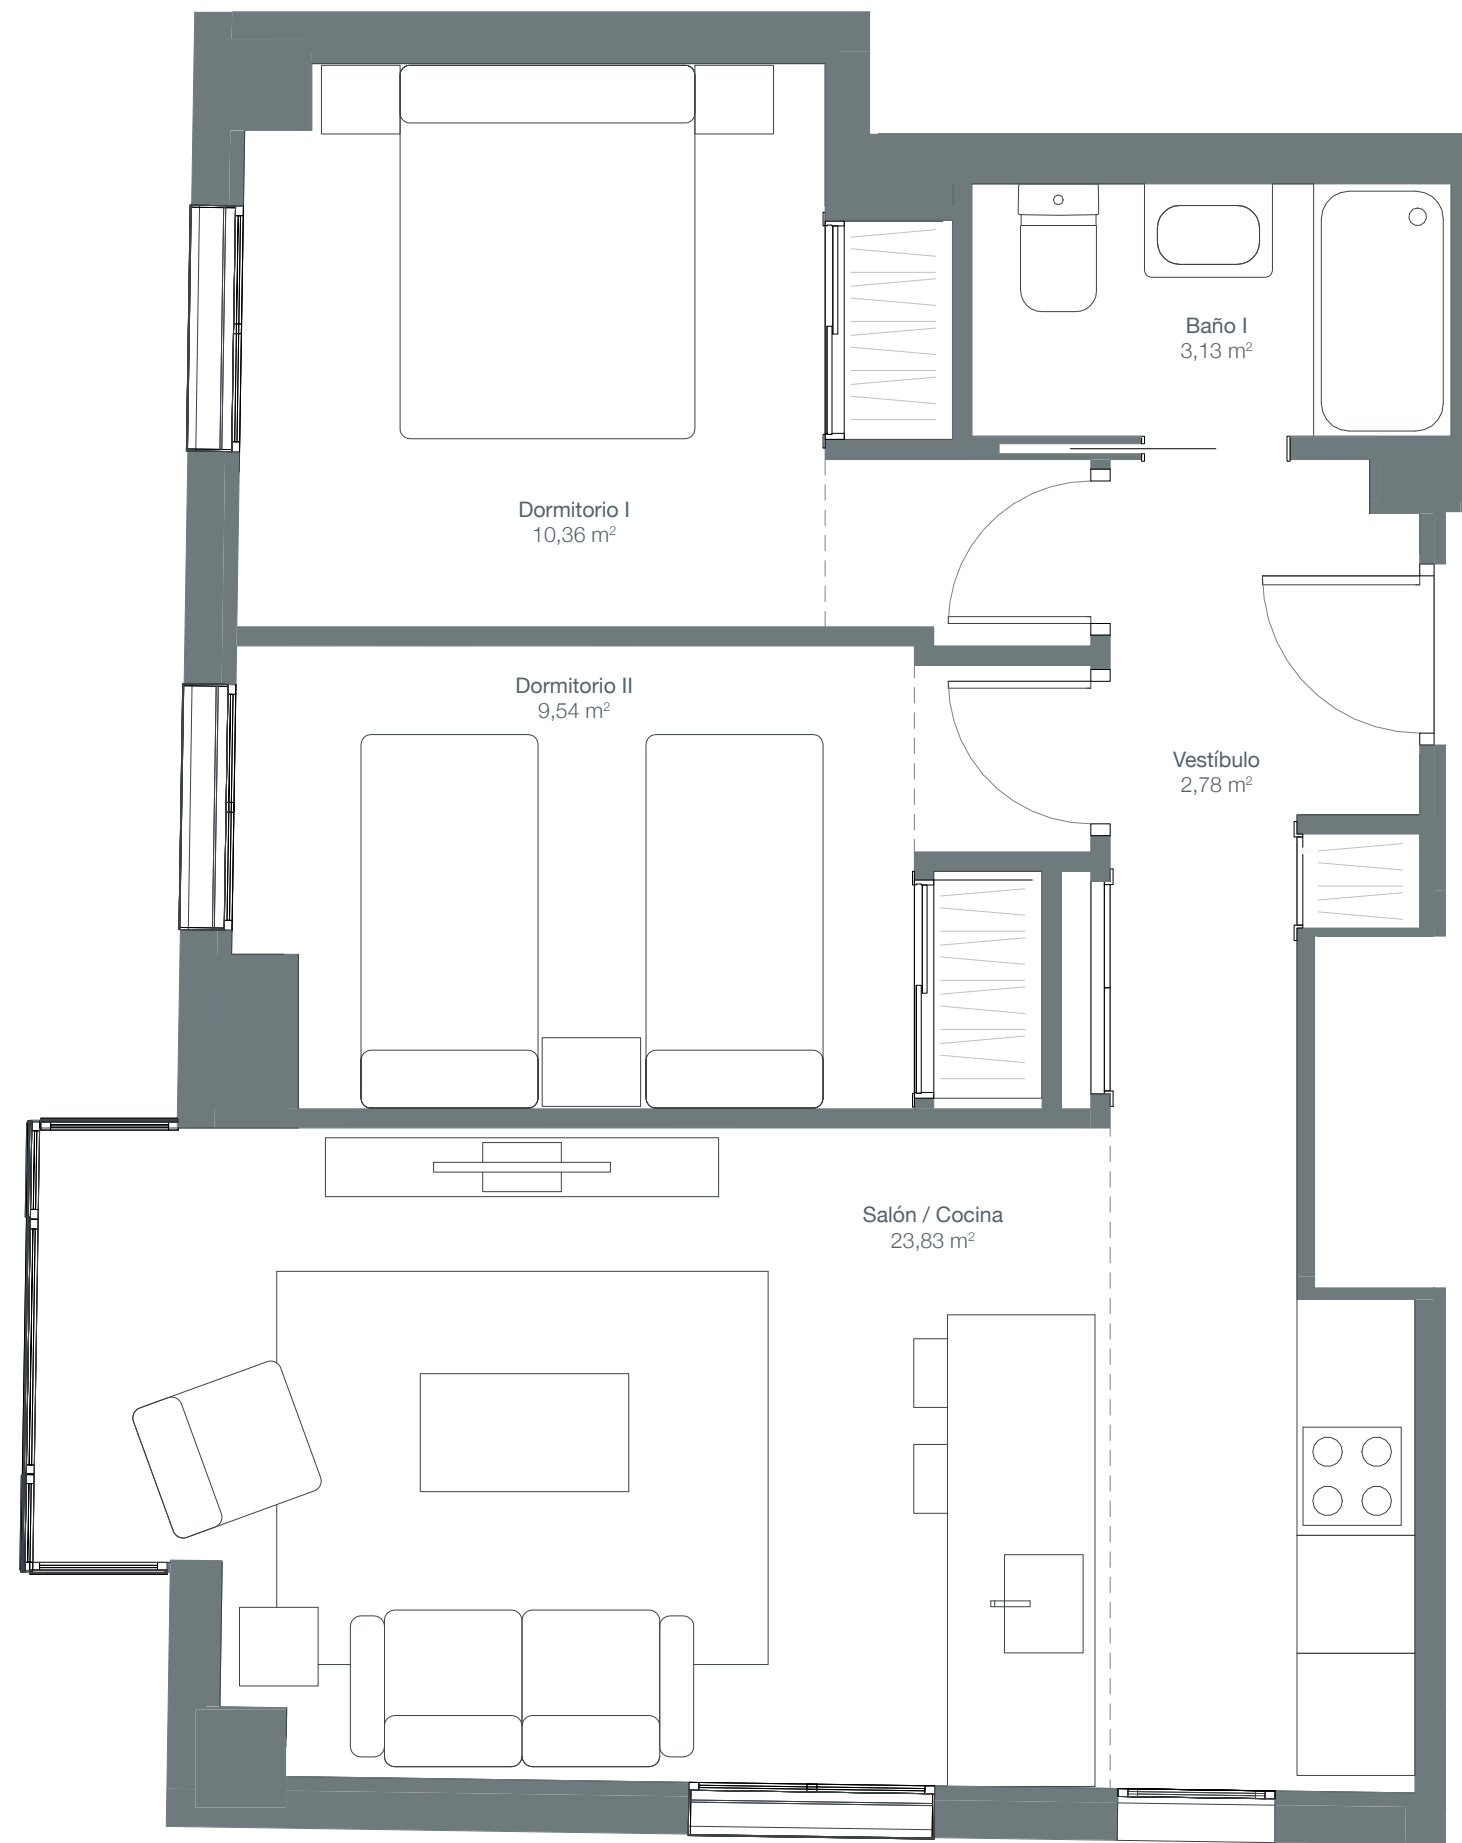 Baño I
3,13 m²
Dormitorio I
10,36 m²
Dormitorio II
9,54 m²
Vestíbulo
2,78 m²
Salón / Cocina
23,83 m²